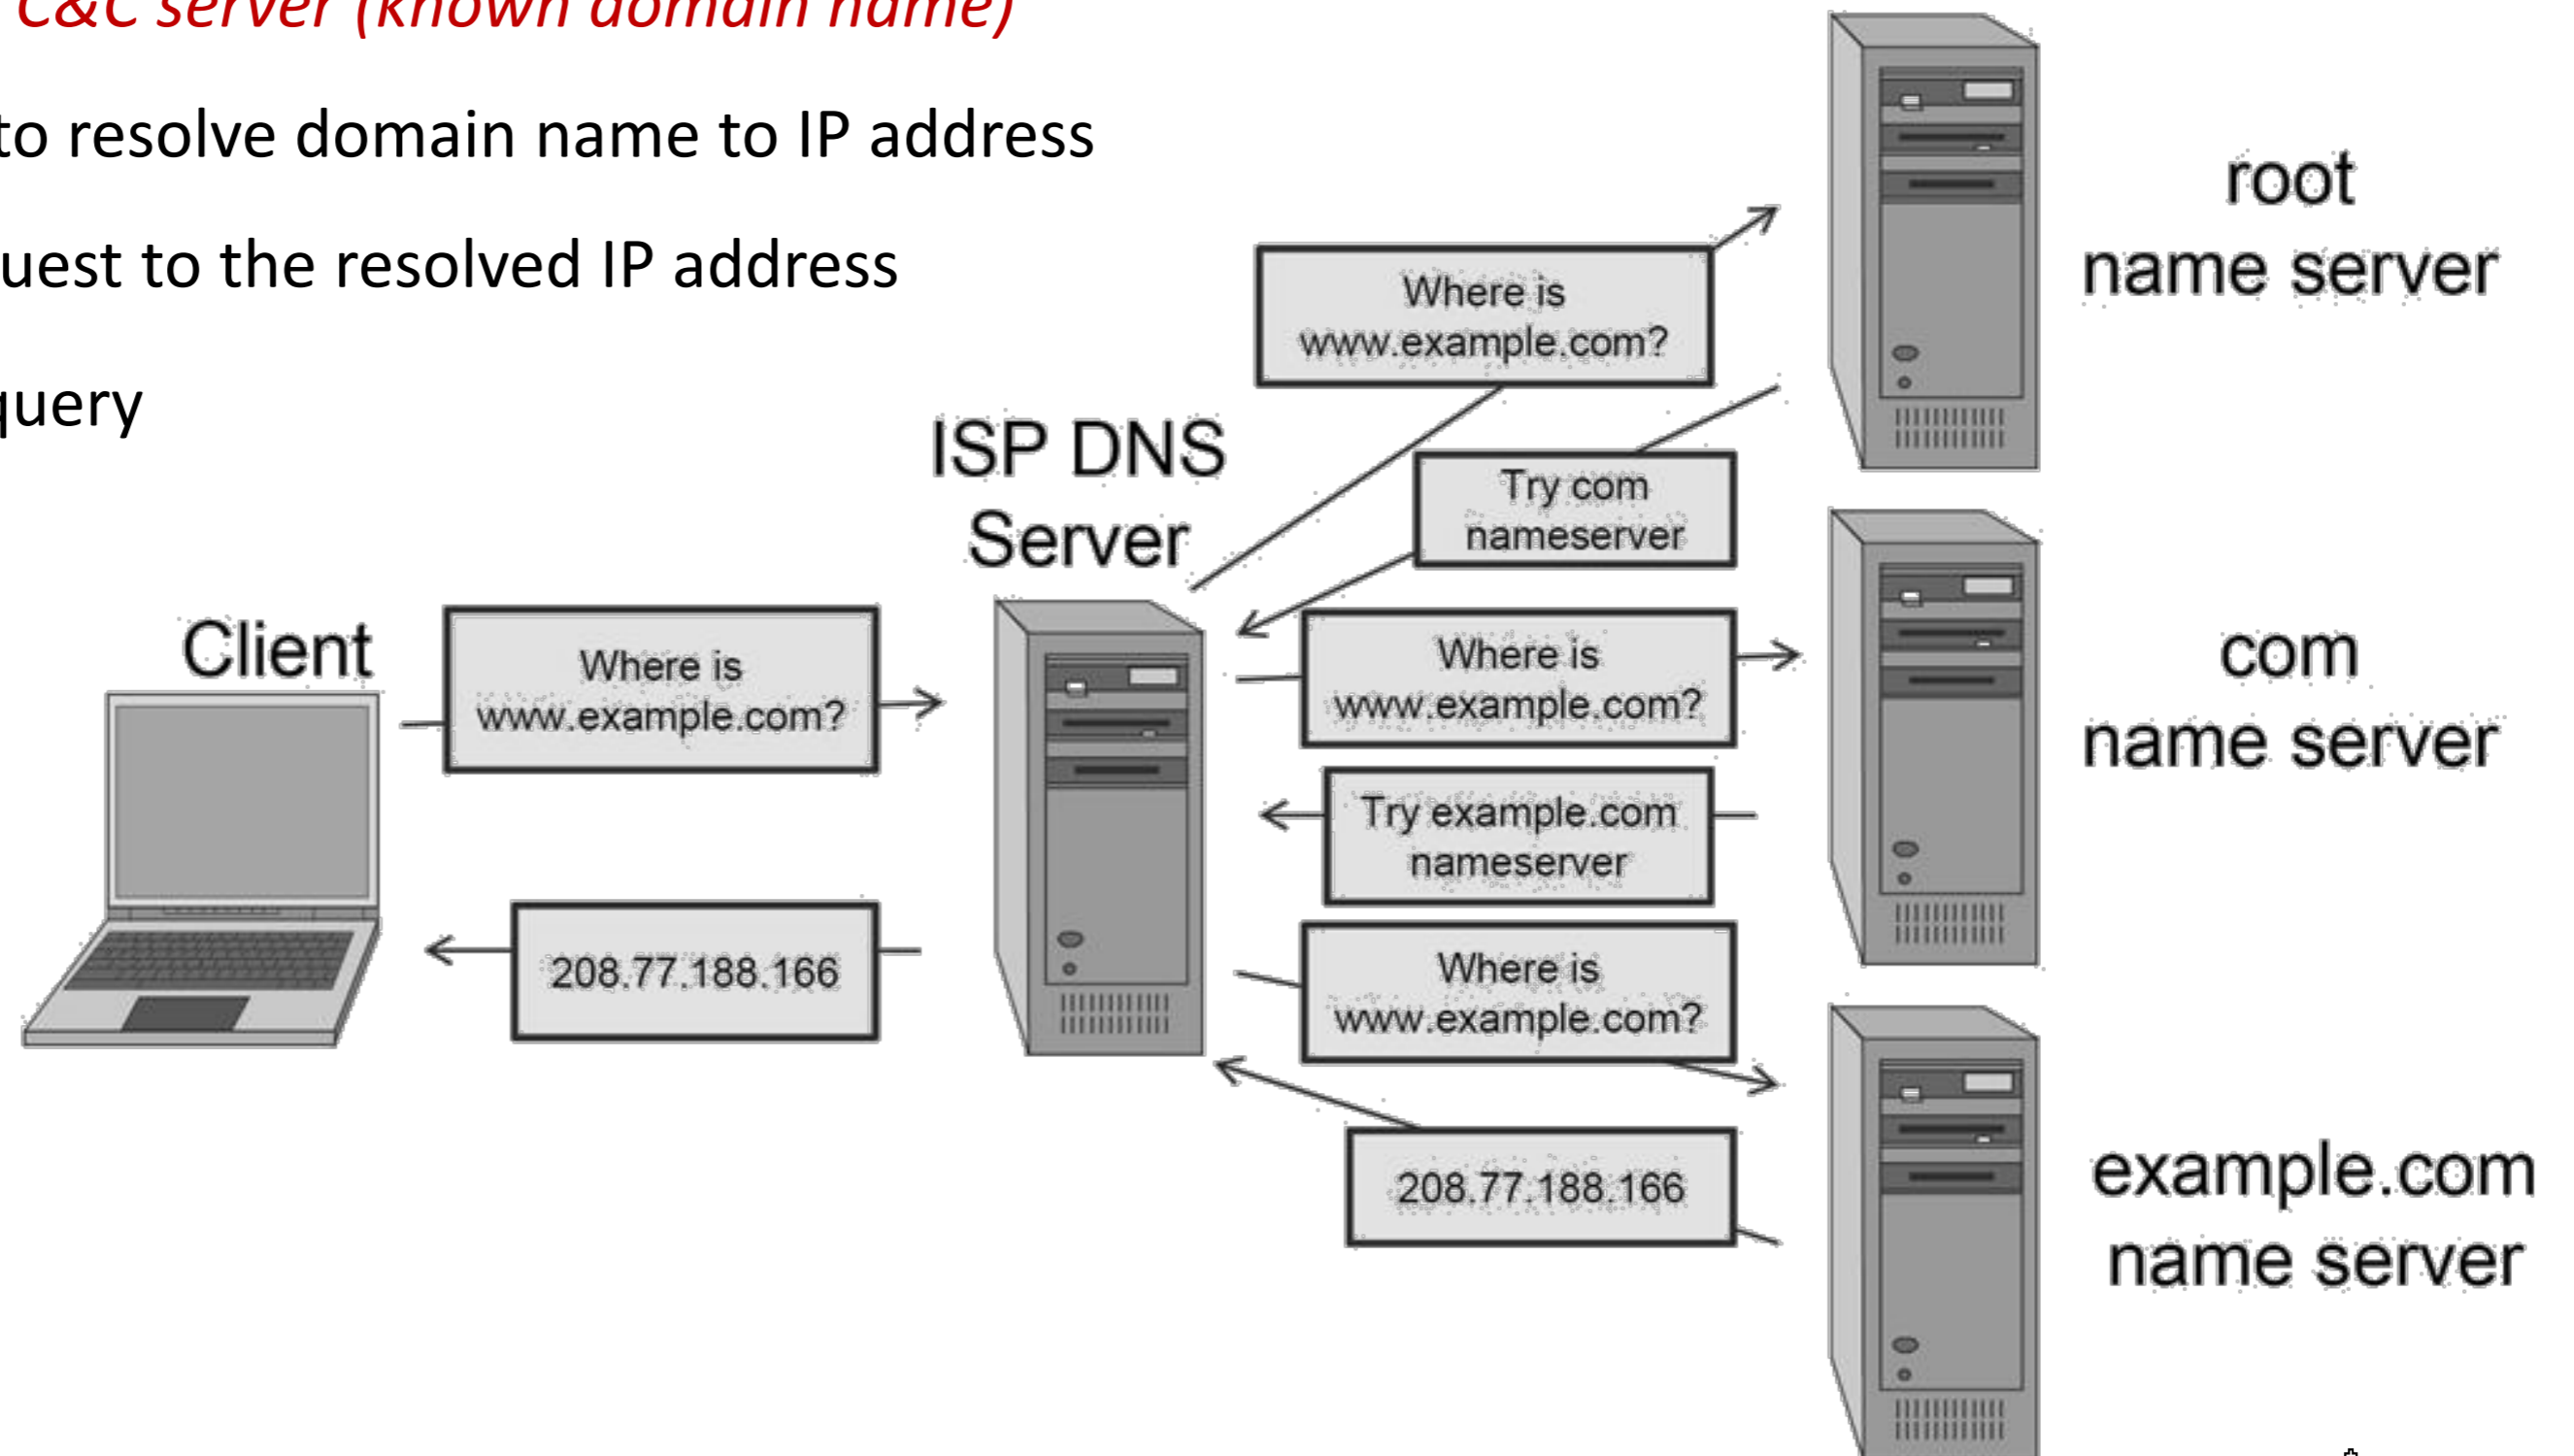 C&C server (known domain name)
to resolve domain name to IP address
uest to the resolved IP address
query
root
name server
Where is
www.example.com?
ISP DNS
Server
Try com
nameserver
Client
Where is
www.example.com?
Where is
www.example.com?
com
name server
Try example.com
nameserver
208.77.188.166
Where is
www.example.com?
208.77.188.166
example.com
name server